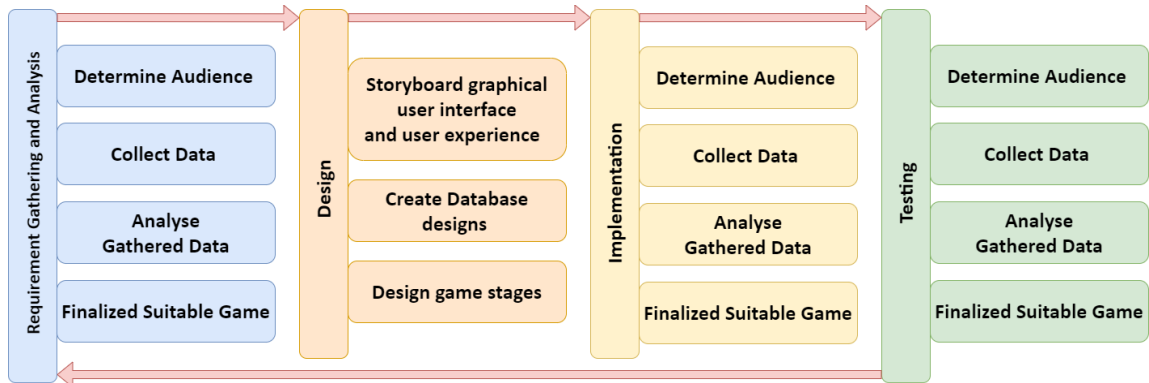 Requirement Gathering and Analysis
Determine Audience
Collect Data
Analyse
Gathered Data
Finalized Suitable Game
Design
Storyboard graphical
user interface
and user experience
Create Database
designs
Design game stages
Implementation
Determine Audience
Collect Data
Analyse
Gathered Data
Finalized Suitable Game
Testing
Determine Audience
Collect Data
Analyse
Gathered Data
Finalized Suitable Game